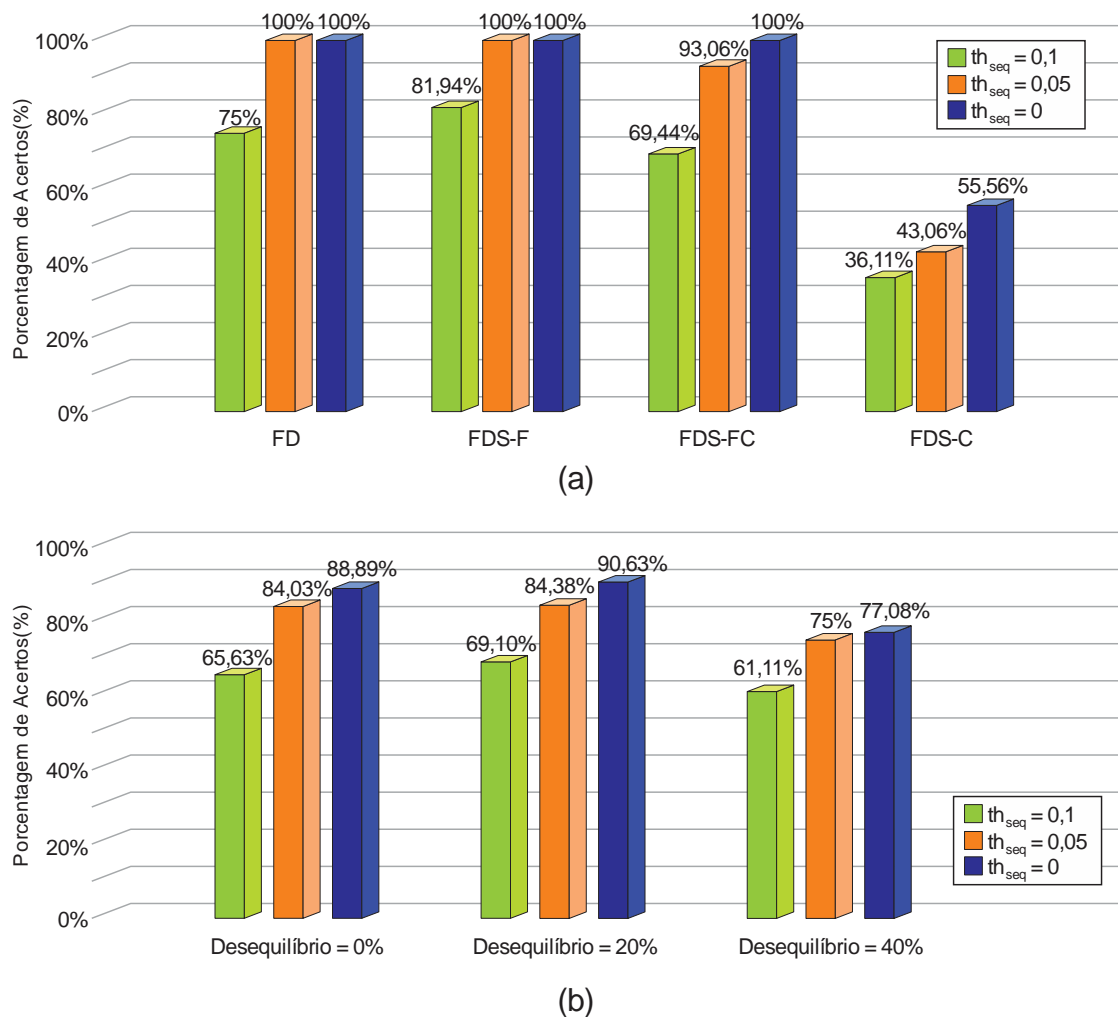 100% 100%
100% 100%
100%
100%
93,06%
81,94%
80%
75%
69,44%
60%
55,56%
43,06%
40%
36,11%
20%
0%
Porcentagem de Acertos(%)
th_seq = 0,1
th_seq = 0,05
th_seq = 0
FD
FDS-F
FDS-FC
FDS-C
(a)
100%
88,89%
90,63%
84,03%
84,38%
80%
75%
77,08%
65,63%
69,10%
61,11%
60%
40%
20%
0%
Porcentagem de Acertos(%)
th_seq = 0,1
th_seq = 0,05
th_seq = 0
Desequilíbrio = 0%
Desequilíbrio = 20%
Desequilíbrio = 40%
(b)